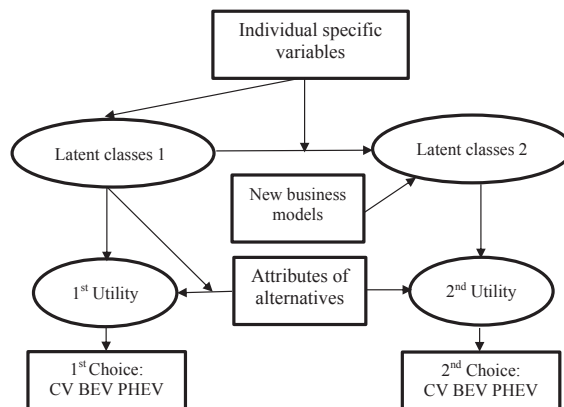 Individual specific
variables
Latent classes 1
Latent classes 2
New business
models
1st Utility
Attributes of
alternatives
2nd Utility
1st Choice:
CV BEV PHEV
2nd Choice:
CV BEV PHEV